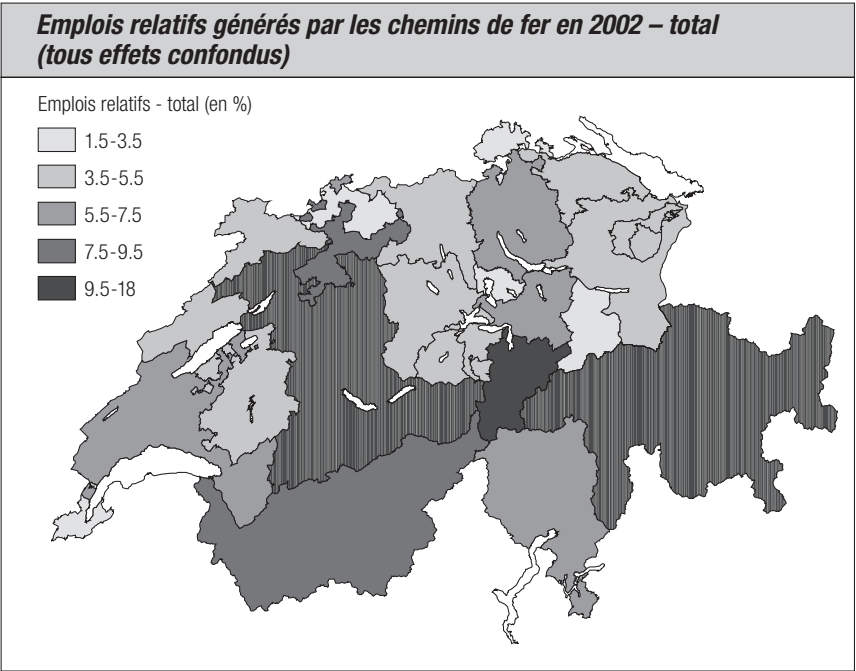 Emplois relatifs générés par les chemins de fer en 2002 – total
(tous effets confondus)
Emplois relatifs - total (en %)
1.5-3.5
3.5-5.5
5.5-7.5
7.5-9.5
9.5-18